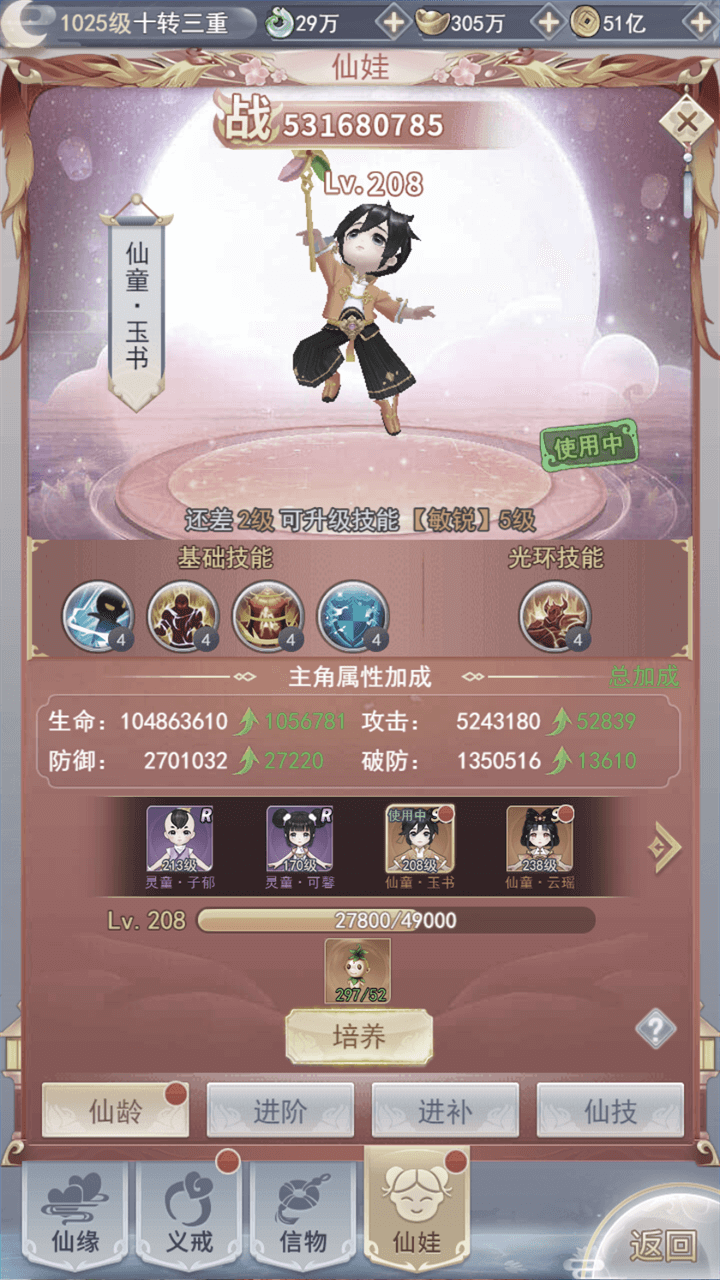 1025级十转三重 29万 305万 51亿
仙娃
战 531680785
Lv.208
仙童·玉书
使用中
还差2级可升级技能【敏锐】5级
基础技能 光环技能
4 4 4 4 4
主角属性加成 总加成
生命: 104863610 1056781 攻击: 5243180 52839
防御: 2701032 27220 破防: 1350516 13610
R R 使用中 S S
213级 170级 208级 238级
灵童·子郁 灵童·可馨 仙童·玉书 仙童·云瑶
Lv. 208 27800/49000
297/52
培养
?
仙龄 进阶 进补 仙技
仙缘 义戒 信物 仙娃 返回